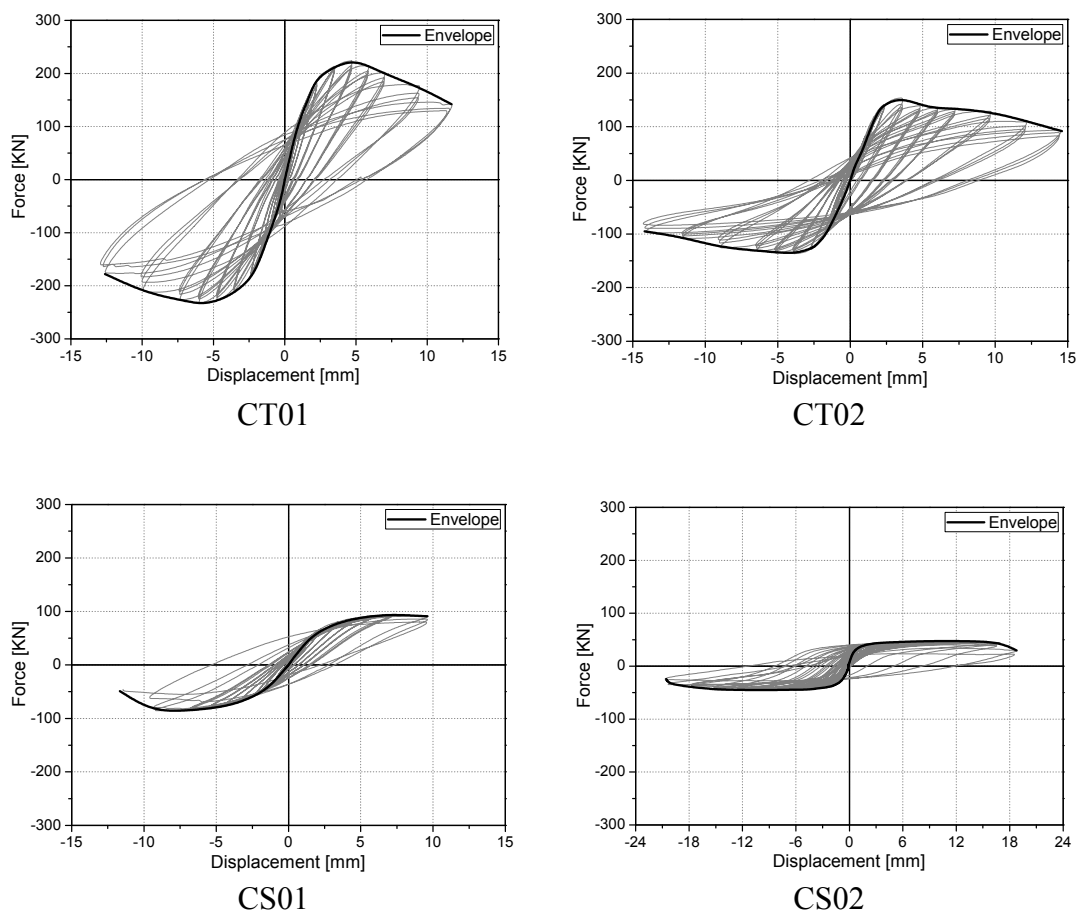 300
200
100
0
-100
-200
-300
Force [KN]
Envelope
-15 -10 -5 0 5 10 15
Displacement [mm]
CT01
300
200
100
0
-100
-200
-300
Force [KN]
Envelope
-15 -10 -5 0 5 10 15
Displacement [mm]
CT02
300
200
100
0
-100
-200
-300
Force [KN]
Envelope
-15 -10 -5 0 5 10 15
Displacement [mm]
CS01
300
200
100
0
-100
-200
-300
Force [KN]
Envelope
-24 -18 -12 -6 0 6 12 18 24
Displacement [mm]
CS02